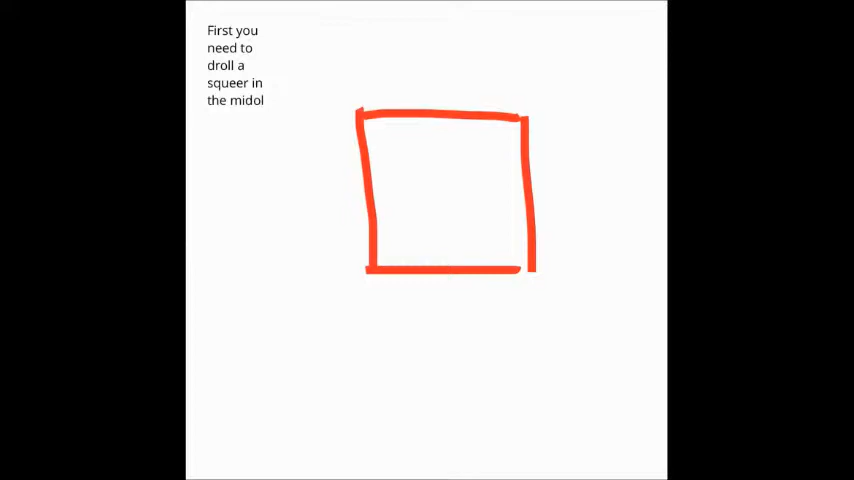 First you
need to
droll a
squeer in
the midol